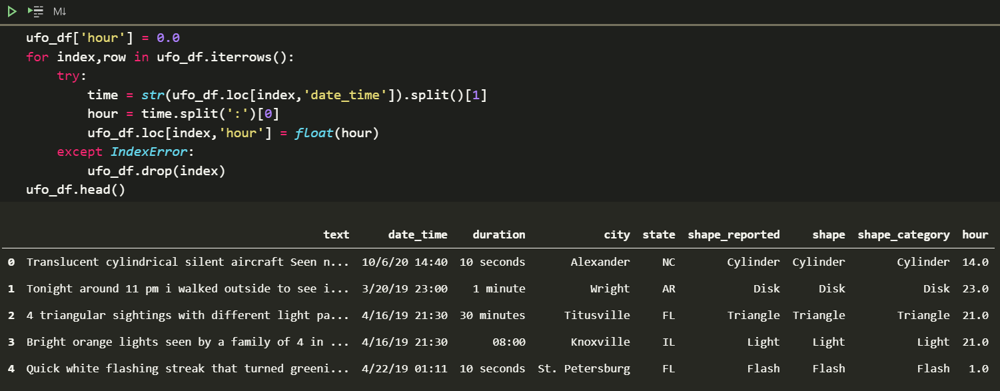 M↓
ufo_df['hour'] = 0.0
for index,row in ufo_df.iterrows():
    try:
        time = str(ufo_df.loc[index,'date_time']).split()[1]
        hour = time.split(':')[0]
        ufo_df.loc[index,'hour'] = float(hour)
    except IndexError:
        ufo_df.drop(index)
ufo_df.head()
text date_time duration city state shape_reported shape shape_category hour
0 Translucent cylindrical silent aircraft Seen n... 10/6/20 14:40 10 seconds Alexander NC Cylinder Cylinder Cylinder 14.0
1 Tonight around 11 pm i walked outside to see i... 3/20/19 23:00 1 minute Wright AR Disk Disk Disk 23.0
2 4 triangular sightings with different light pa... 4/16/19 21:30 30 minutes Titusville FL Triangle Triangle Triangle 21.0
3 Bright orange lights seen by a family of 4 in ... 4/16/19 21:30 08:00 Knoxville IL Light Light Light 21.0
4 Quick white flashing streak that turned greeni... 4/22/19 01:11 10 seconds St. Petersburg FL Flash Flash Flash 1.0